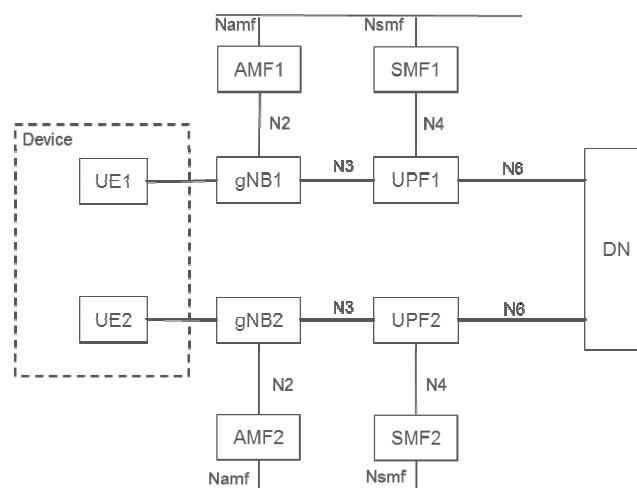 Namf Nsmf
AMF1 SMF1
N2 N4
Device
UE1 gNB1 N3 UPF1 N6
DN
UE2 gNB2 N3 UPF2 N6
N2 N4
AMF2 SMF2
Namf Nsmf